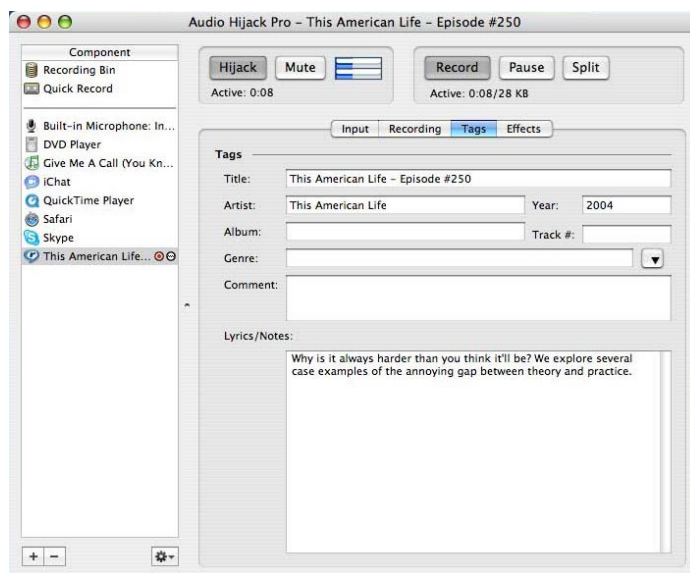 Audio Hijack Pro – This American Life – Episode #250
Component
Recording Bin
Quick Record
Built-in Microphone: In...
DVD Player
Give Me A Call (You Kn...
iChat
QuickTime Player
Safari
Skype
This American Life...
Hijack Mute
Active: 0:08
Record Pause Split
Active: 0:08/28 KB
Input Recording Tags Effects
Tags
Title: This American Life – Episode #250
Artist: This American Life Year: 2004
Album: Track #:
Genre:
Comment:
Lyrics/Notes:
Why is it always harder than you think it'll be? We explore several
case examples of the annoying gap between theory and practice.